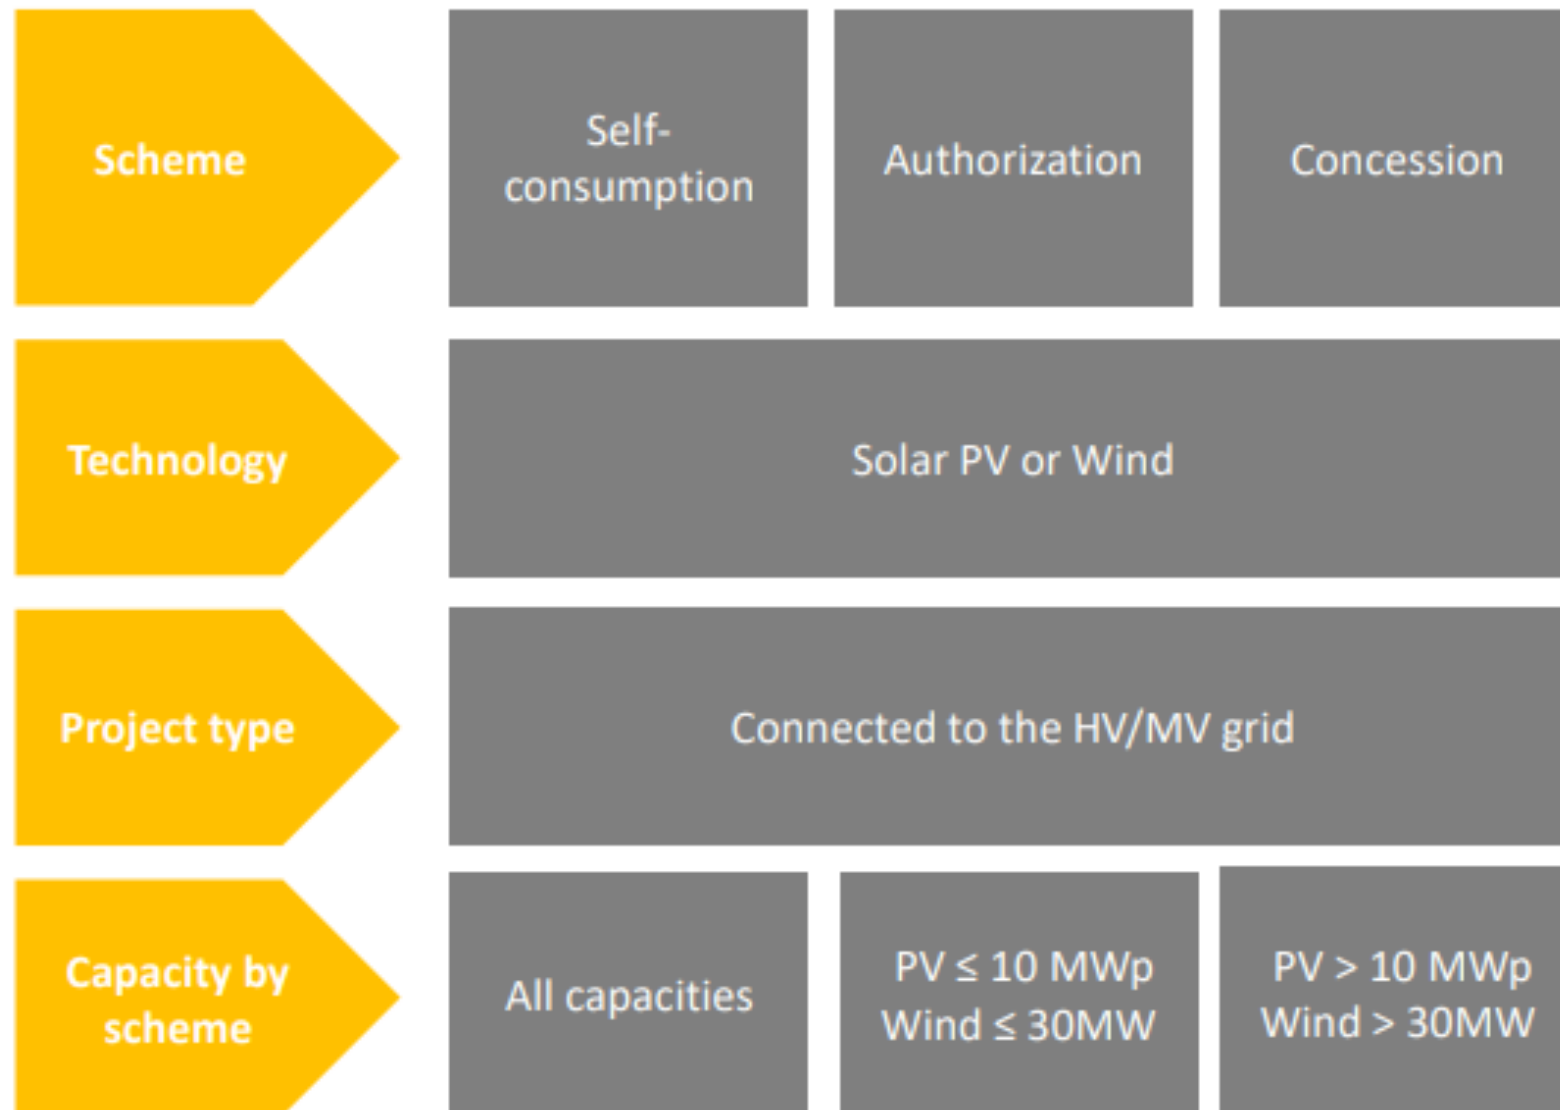 Scheme
Self-
consumption
Authorization
Concession
Technology
Solar PV or Wind
Project type
Connected to the HV/MV grid
Capacity by
scheme
All capacities
PV ≤ 10 MWp
Wind ≤ 30MW
PV > 10 MWp
Wind > 30MW